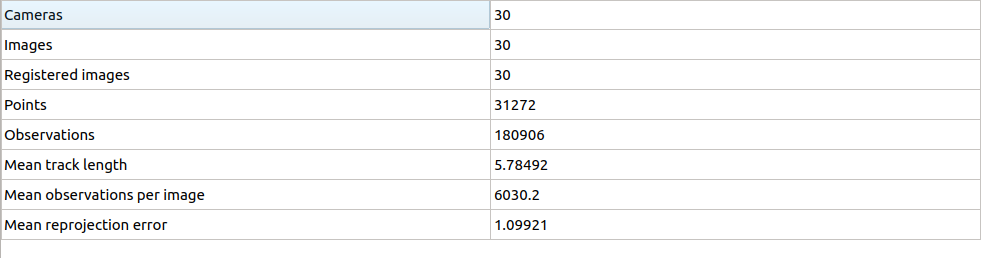 Cameras 30
Images 30
Registered images 30
Points 31272
Observations 180906
Mean track length 5.78492
Mean observations per image 6030.2
Mean reprojection error 1.09921